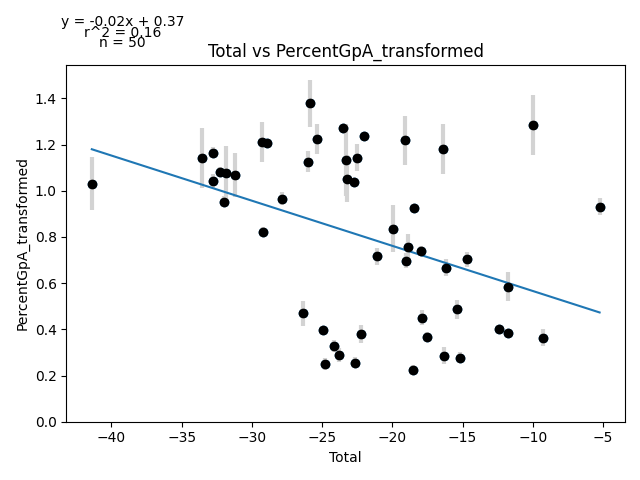 y = -0.02x + 0.37
r^2 = 0.16
n = 50
Total vs PercentGpA_transformed
PercentGpA_transformed
1.4
1.2
1.0
0.8
0.6
0.4
0.2
0.0
−40 −35 −30 −25 −20 −15 −10 −5
Total